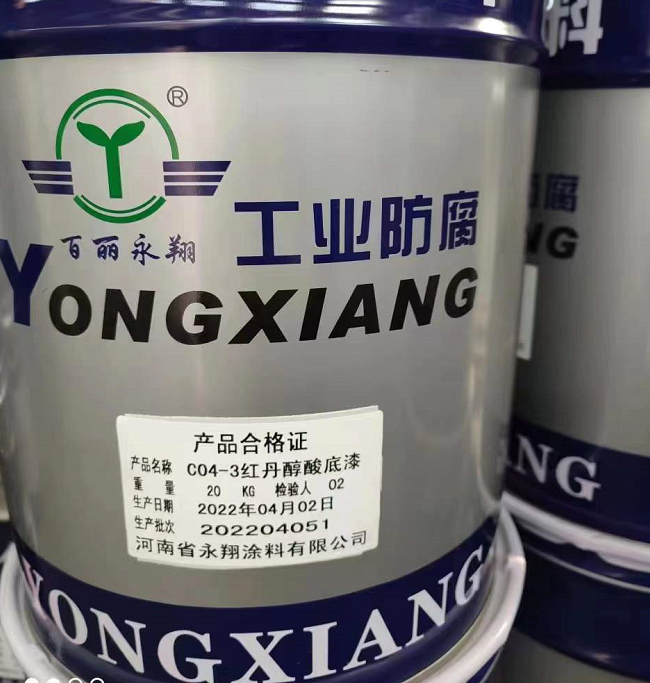 ®
百丽永翔
工业防腐
YONGXIANG
产品合格证
产品名称 C04-3红丹醇酸底漆
重 量 20 KG 检验人 02
生产日期 2022年04月02日
生产批次 202204051
河南省永翔涂料有限公司
YONGXIANG
料
腐
NG
NG